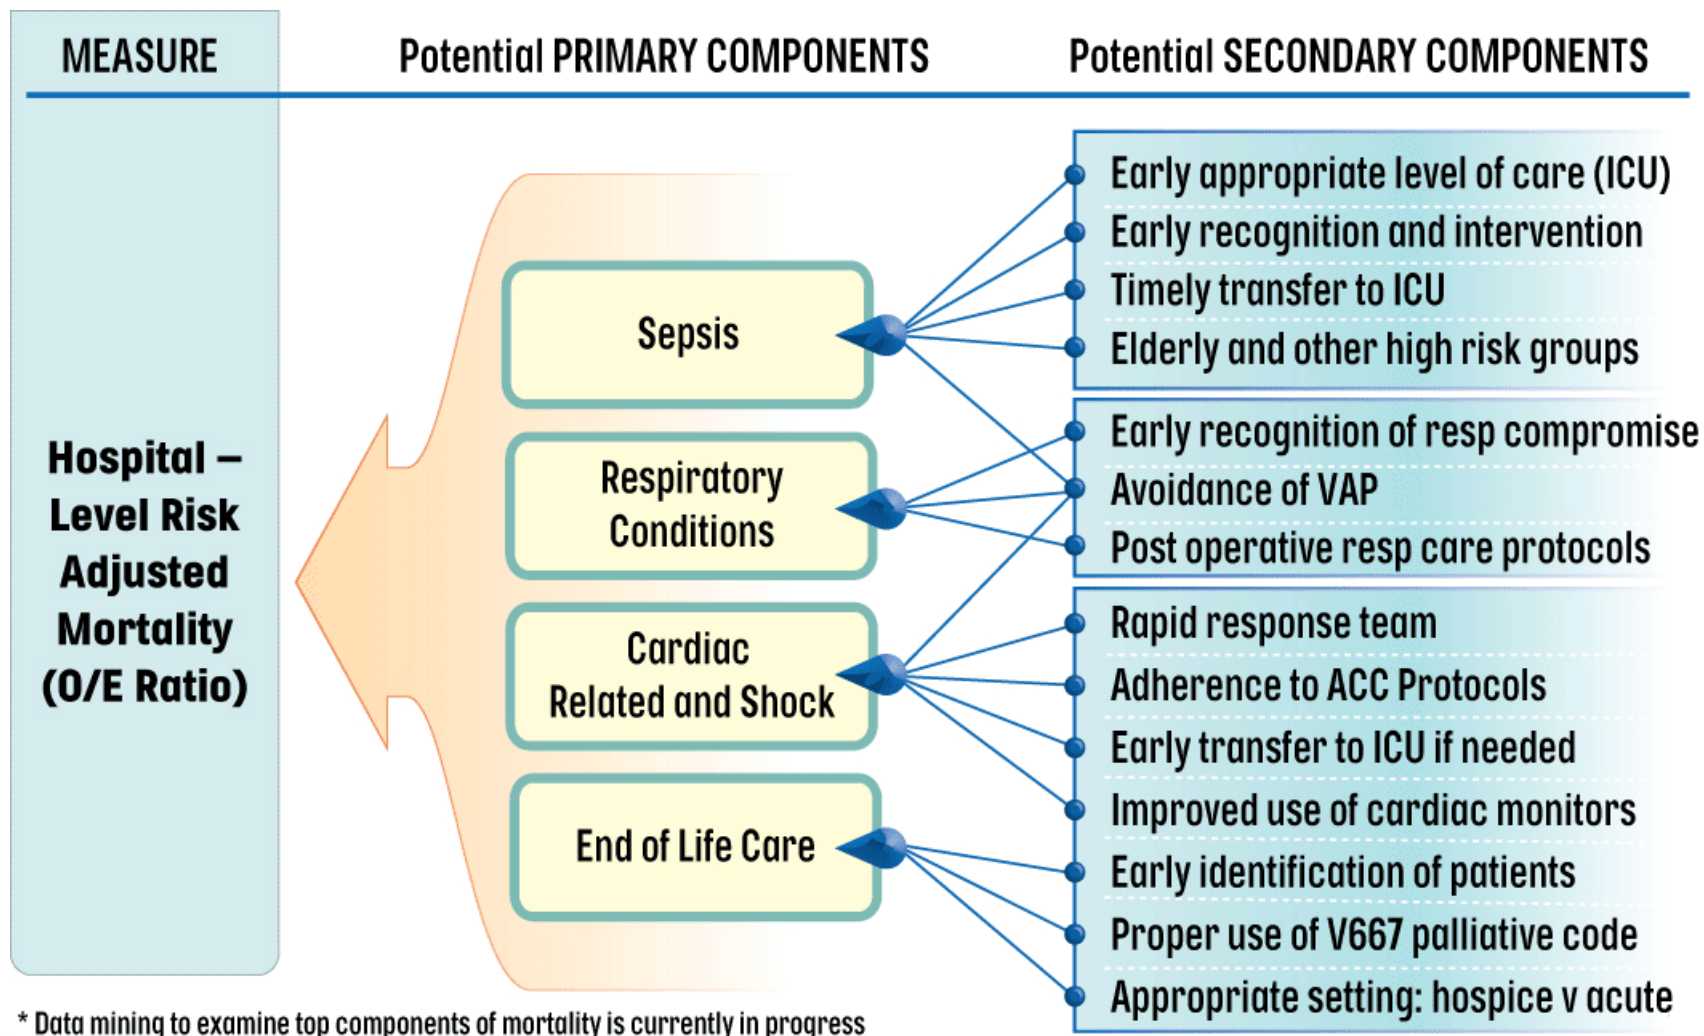 MEASURE
Potential PRIMARY COMPONENTS
Potential SECONDARY COMPONENTS
Hospital –
Level Risk
Adjusted
Mortality
(O/E Ratio)
Sepsis
Respiratory
Conditions
Cardiac
Related and Shock
End of Life Care
Early appropriate level of care (ICU)
Early recognition and intervention
Timely transfer to ICU
Elderly and other high risk groups
Early recognition of resp compromise
Avoidance of VAP
Post operative resp care protocols
Rapid response team
Adherence to ACC Protocols
Early transfer to ICU if needed
Improved use of cardiac monitors
Early identification of patients
Proper use of V667 palliative code
Appropriate setting: hospice v acute
* Data mining to examine top components of mortality is currently in progress